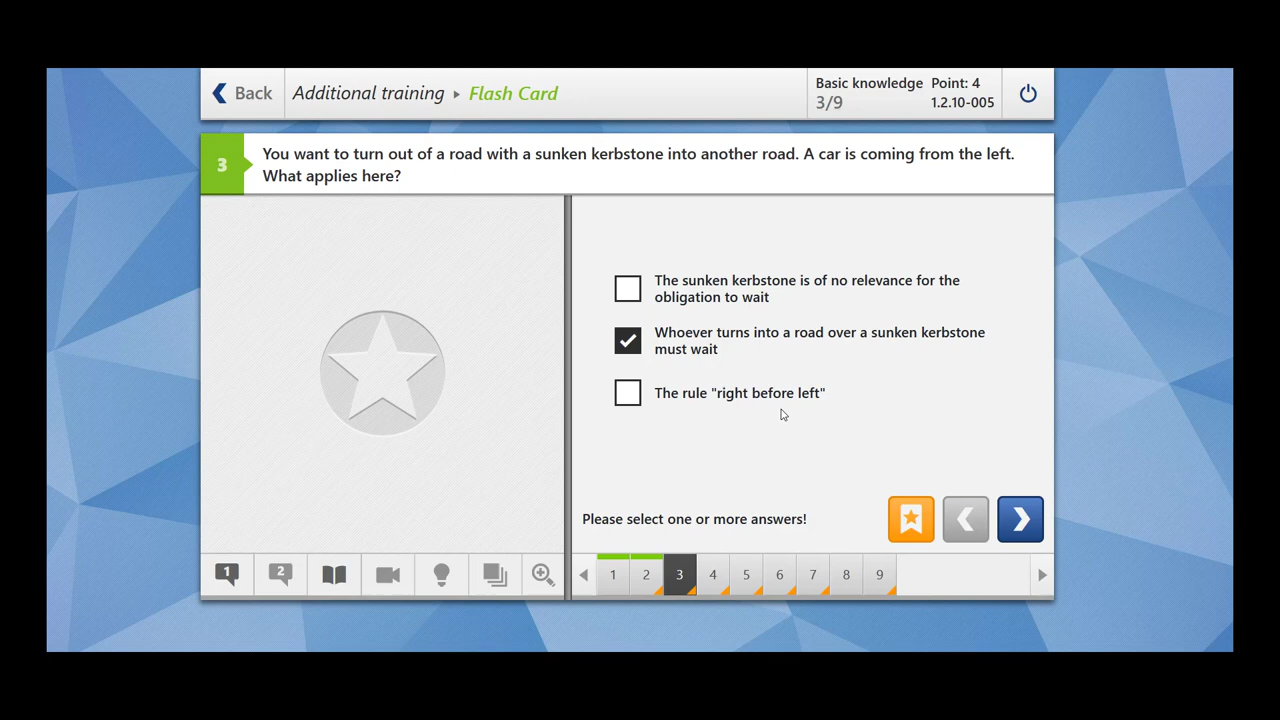 Back
Additional training ▸ Flash Card
Basic knowledge Point: 4
3/9 1.2.10-005
3
You want to turn out of a road with a sunken kerbstone into another road. A car is coming from the left.
What applies here?
The sunken kerbstone is of no relevance for the
obligation to wait
Whoever turns into a road over a sunken kerbstone
must wait
The rule "right before left"
Please select one or more answers!
1 2
1 2 3 4 5 6 7 8 9